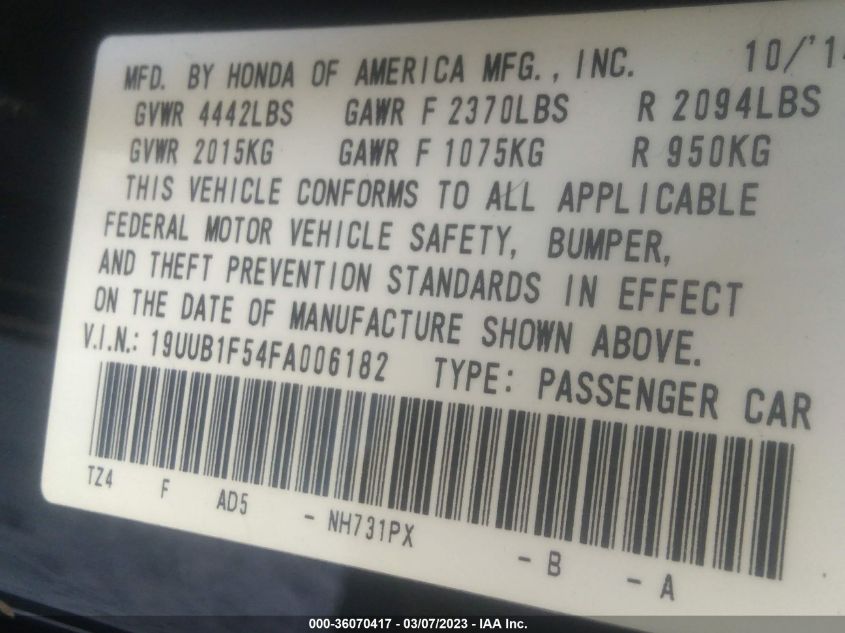 MFD. BY HONDA OF AMERICA MFG., INC. 10/'14
GVWR 4442LBS GAWR F 2370LBS R 2094LBS
GVWR 2015KG GAWR F 1075KG R 950KG
THIS VEHICLE CONFORMS TO ALL APPLICABLE
FEDERAL MOTOR VEHICLE SAFETY, BUMPER,
AND THEFT PREVENTION STANDARDS IN EFFECT
ON THE DATE OF MANUFACTURE SHOWN ABOVE.
V.I.N.: 19UUB1F54FA006182 TYPE: PASSENGER CAR
TZ4 F AD5 - NH731PX - B - A
000-36070417 - 03/07/2023 - IAA Inc.